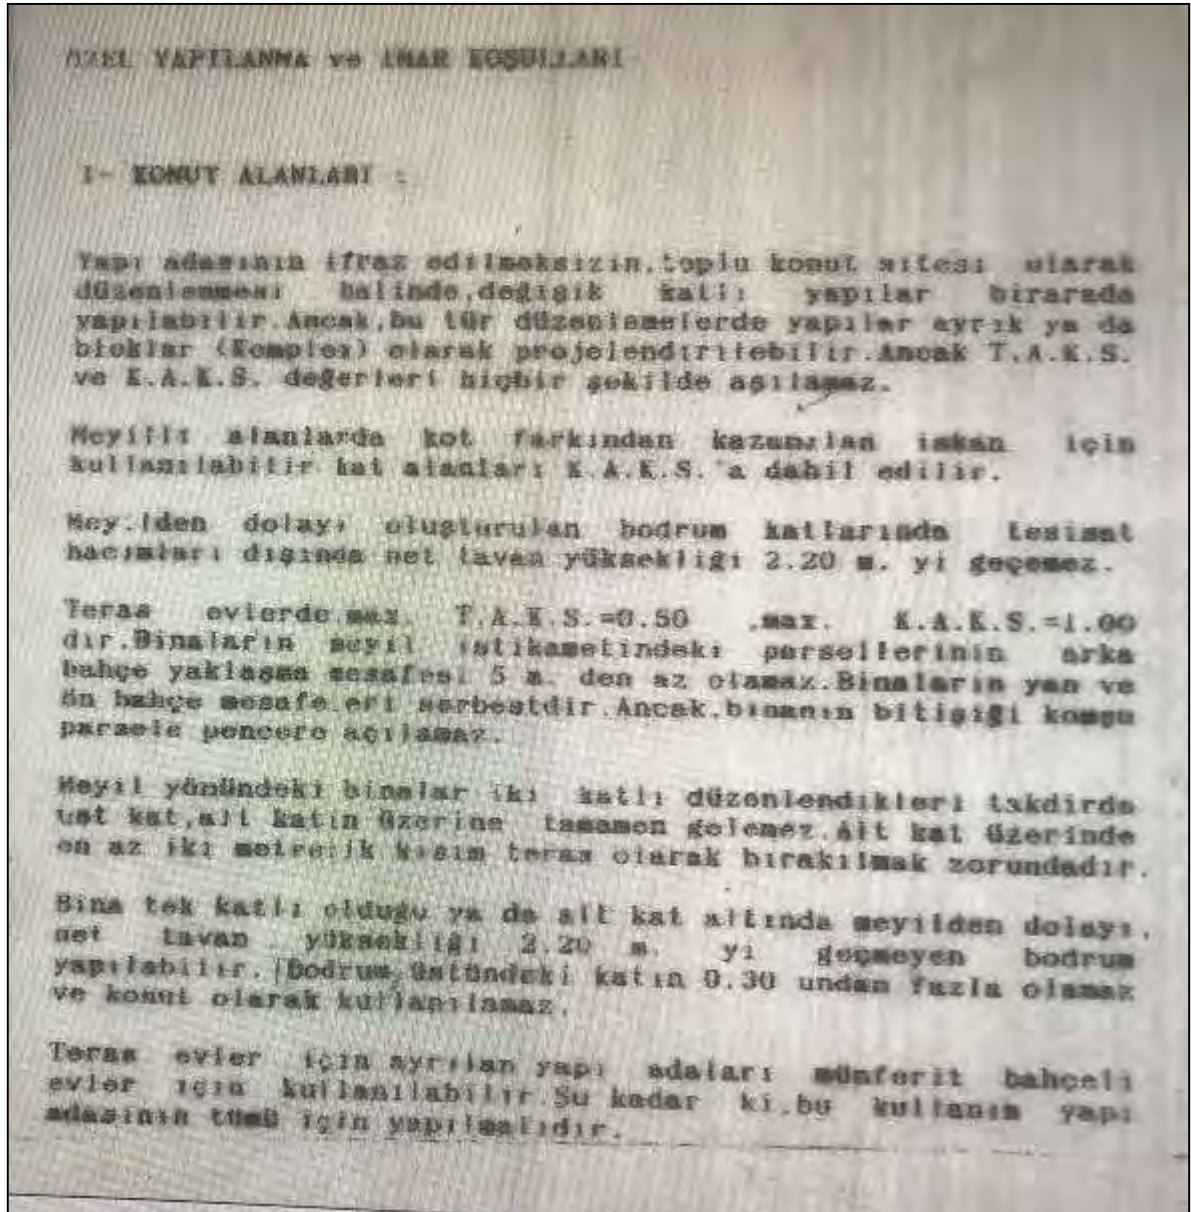 ÖZEL YAPILANMA ve İMAR KOŞULLARI
I- KONUT ALANLARI :
Yapı adasının ifraz edilmeksizin,toplu konut sitesi olarak
düzenlenmesi halinde,değişik katlı yapılar birarada
yapılabilir.Ancak,bu tür düzenlemelerde yapılar ayrık ya da
bloklar (Komplex) olarak projelendirilebilir.Ancak T.A.K.S.
ve K.A.K.S. değerleri hiçbir şekilde aşılamaz.
Meyilli alanlarda kot farkından kazanılan iskan için
kullanılabilir kat alanları K.A.K.S.'a dahil edilir.
Meyilden dolayı oluşturulan bodrum katlarında tesisat
hacımları dışında net tavan yüksekliği 2.20 m. yi geçemez.
Teras evlerde,max. T.A.K.S.=0.50 ,max. K.A.K.S.=1.00
dır.Binaların meyil istikametindeki parsellerinin arka
bahçe yaklaşma mesafesi 5 m. den az olamaz.Binaların yan ve
ön bahçe mesafeleri serbestdir.Ancak,binanın bitişiği komşu
parsele pencere açılamaz.
Meyil yönündeki binalar iki katlı düzenlendikleri takdirde
üst kat,alt katın üzerine tamamen gelemez.Alt kat üzerinde
en az iki metrelik kısım teras olarak bırakılmak zorundadır.
Bina tek katlı olduğu ya da alt kat altında meyilden dolayı,
net tavan yüksekliği 2.20 m. yi geçmeyen bodrum
yapılabilir. Bodrum,üstündeki katın 0.30 undan fazla olamaz
ve konut olarak kullanılamaz.
Teras evler için ayrılan yapı adaları münferit bahçeli
evler için kullanılabilir.Şu kadar ki,bu kullanım yapı
adasının tümü için yapılmalıdır.